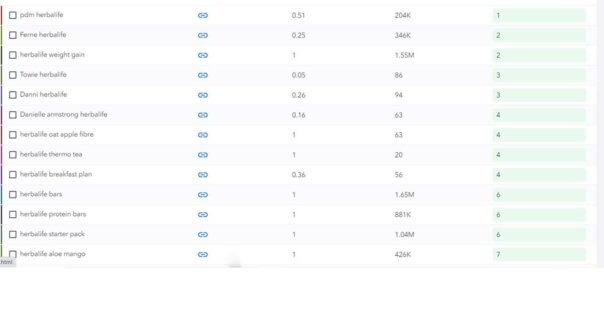 pdm herbalife 0.51 204K 1
Ferne herbalife 0.25 346K 2
herbalife weight gain 1 1.55M 2
Towie herbalife 0.05 86 3
Danni herbalife 0.26 94 3
Danielle armstrong herbalife 0.16 63 4
herbalife oat apple fibre 1 63 4
herbalife thermo tea 1 20 4
herbalife breakfast plan 0.36 56 4
herbalife bars 1 1.65M 6
herbalife protein bars 1 881K 6
herbalife starter pack 1 1.04M 6
herbalife aloe mango 1 426K 7
html